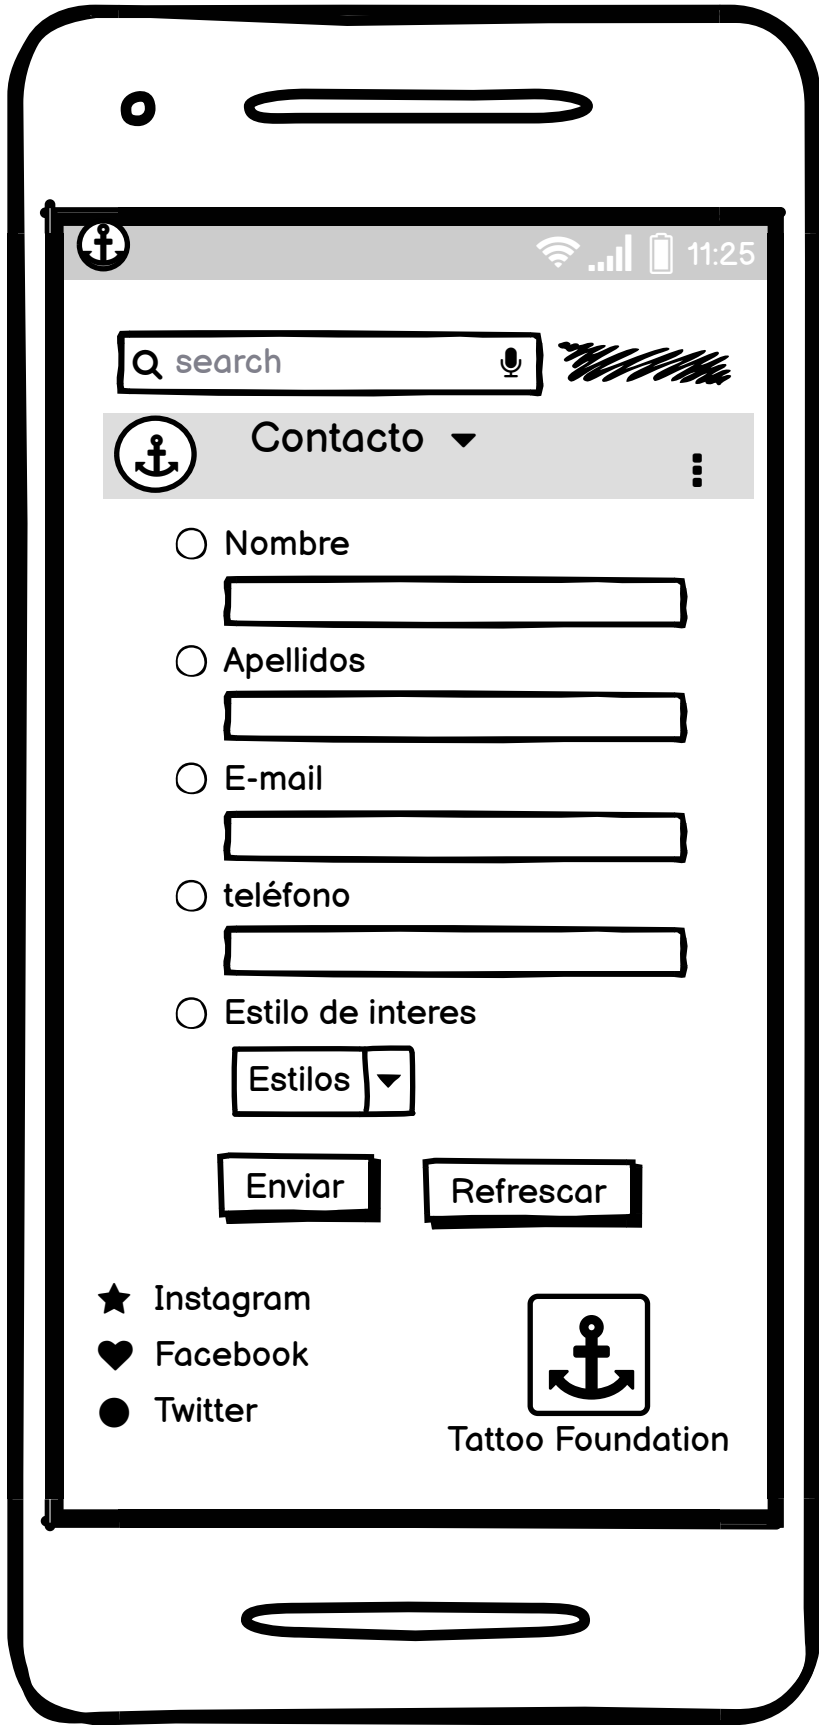 11:25
search
Contacto
Nombre
Apellidos
E-mail
teléfono
Estilo de interes
Estilos
Enviar
Refrescar
Instagram
Facebook
Twitter
Tattoo Foundation